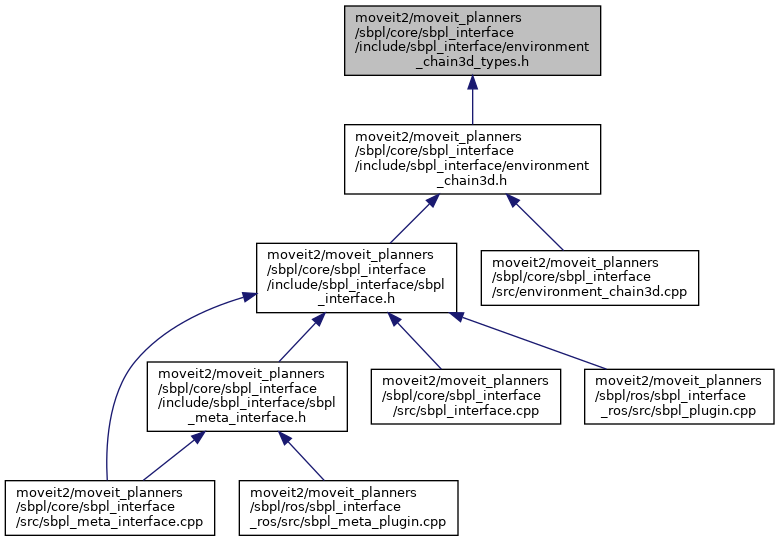 moveit2/moveit_planners
/sbpl/core/sbpl_interface
/include/sbpl_interface/environment
_chain3d_types.h
moveit2/moveit_planners
/sbpl/core/sbpl_interface
/include/sbpl_interface/environment
_chain3d.h
moveit2/moveit_planners
/sbpl/core/sbpl_interface
/include/sbpl_interface/sbpl
_interface.h
moveit2/moveit_planners
/sbpl/core/sbpl_interface
/src/environment_chain3d.cpp
moveit2/moveit_planners
/sbpl/core/sbpl_interface
/include/sbpl_interface/sbpl
_meta_interface.h
moveit2/moveit_planners
/sbpl/core/sbpl_interface
/src/sbpl_interface.cpp
moveit2/moveit_planners
/sbpl/ros/sbpl_interface
_ros/src/sbpl_plugin.cpp
moveit2/moveit_planners
/sbpl/core/sbpl_interface
/src/sbpl_meta_interface.cpp
moveit2/moveit_planners
/sbpl/ros/sbpl_interface
_ros/src/sbpl_meta_plugin.cpp